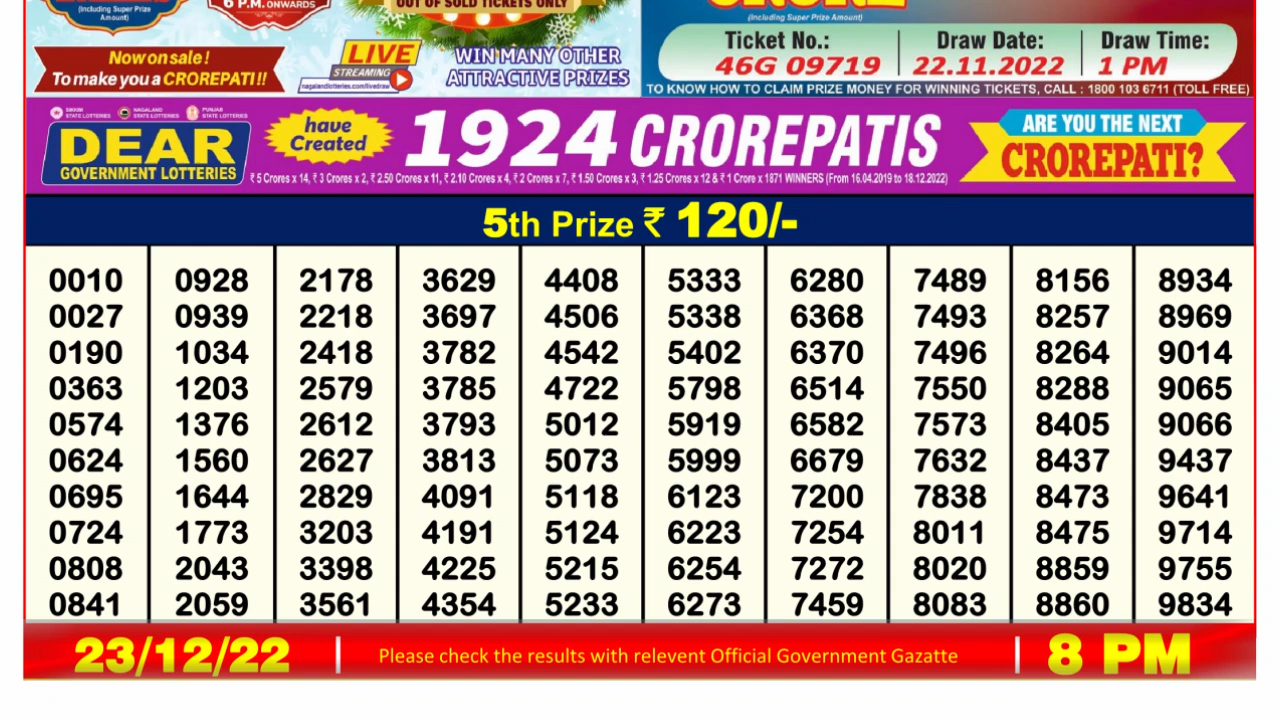 (Including Super Prize
Amount)
6 P.M. ONWARDS
OUT OF SOLD TICKETS ONLY
Now on sale!
To make you a CROREPATI!!
LIVE
STREAMING
nagalandlotteries.com/livedraw
WIN MANY OTHER
ATTRACTIVE PRIZES
(Including Super Prize Amount)
Ticket No.: Draw Date: Draw Time:
46G 09719 22.11.2022 1 PM
TO KNOW HOW TO CLAIM PRIZE MONEY FOR WINNING TICKETS, CALL : 1800 103 6711 (TOLL FREE)
SIKKIM STATE LOTTERIES NAGALAND STATE LOTTERIES PUNJAB STATE LOTTERIES
DEAR
GOVERNMENT LOTTERIES
have
Created
1924 CROREPATIS
₹ 5 Crores x 14, ₹ 3 Crores x 2, ₹ 2.50 Crores x 11, ₹ 2.10 Crores x 4, ₹ 2 Crores x 7, ₹ 1.50 Crores x 3, ₹ 1.25 Crores x 12 & ₹ 1 Crore x 1871 WINNERS (From 16.04.2019 to 18.12.2022)
ARE YOU THE NEXT
CROREPATI?
5th Prize ₹ 120/-
0010 0928 2178 3629 4408 5333 6280 7489 8156 8934
0027 0939 2218 3697 4506 5338 6368 7493 8257 8969
0190 1034 2418 3782 4542 5402 6370 7496 8264 9014
0363 1203 2579 3785 4722 5798 6514 7550 8288 9065
0574 1376 2612 3793 5012 5919 6582 7573 8405 9066
0624 1560 2627 3813 5073 5999 6679 7632 8437 9437
0695 1644 2829 4091 5118 6123 7200 7838 8473 9641
0724 1773 3203 4191 5124 6223 7254 8011 8475 9714
0808 2043 3398 4225 5215 6254 7272 8020 8859 9755
0841 2059 3561 4354 5233 6273 7459 8083 8860 9834
23/12/22 Please check the results with relevent Official Government Gazatte 8 PM